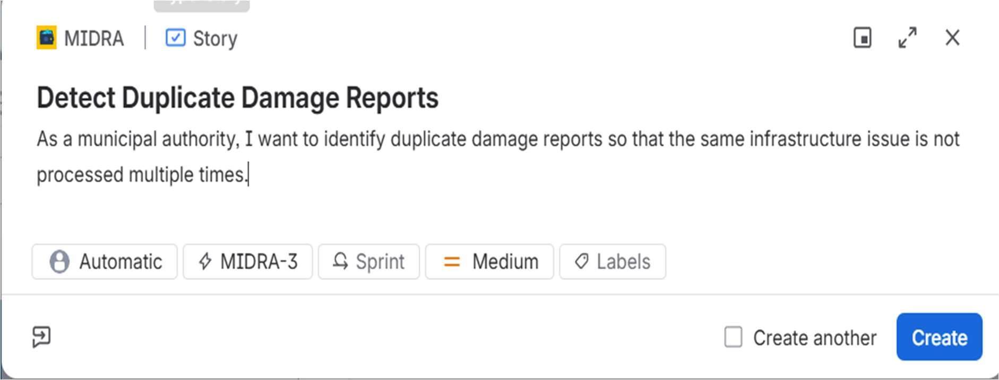 MIDRA
Story
Detect Duplicate Damage Reports
As a municipal authority, I want to identify duplicate damage reports so that the same infrastructure issue is not
processed multiple times.
Automatic
MIDRA-3
Sprint
Medium
Labels
Create another
Create